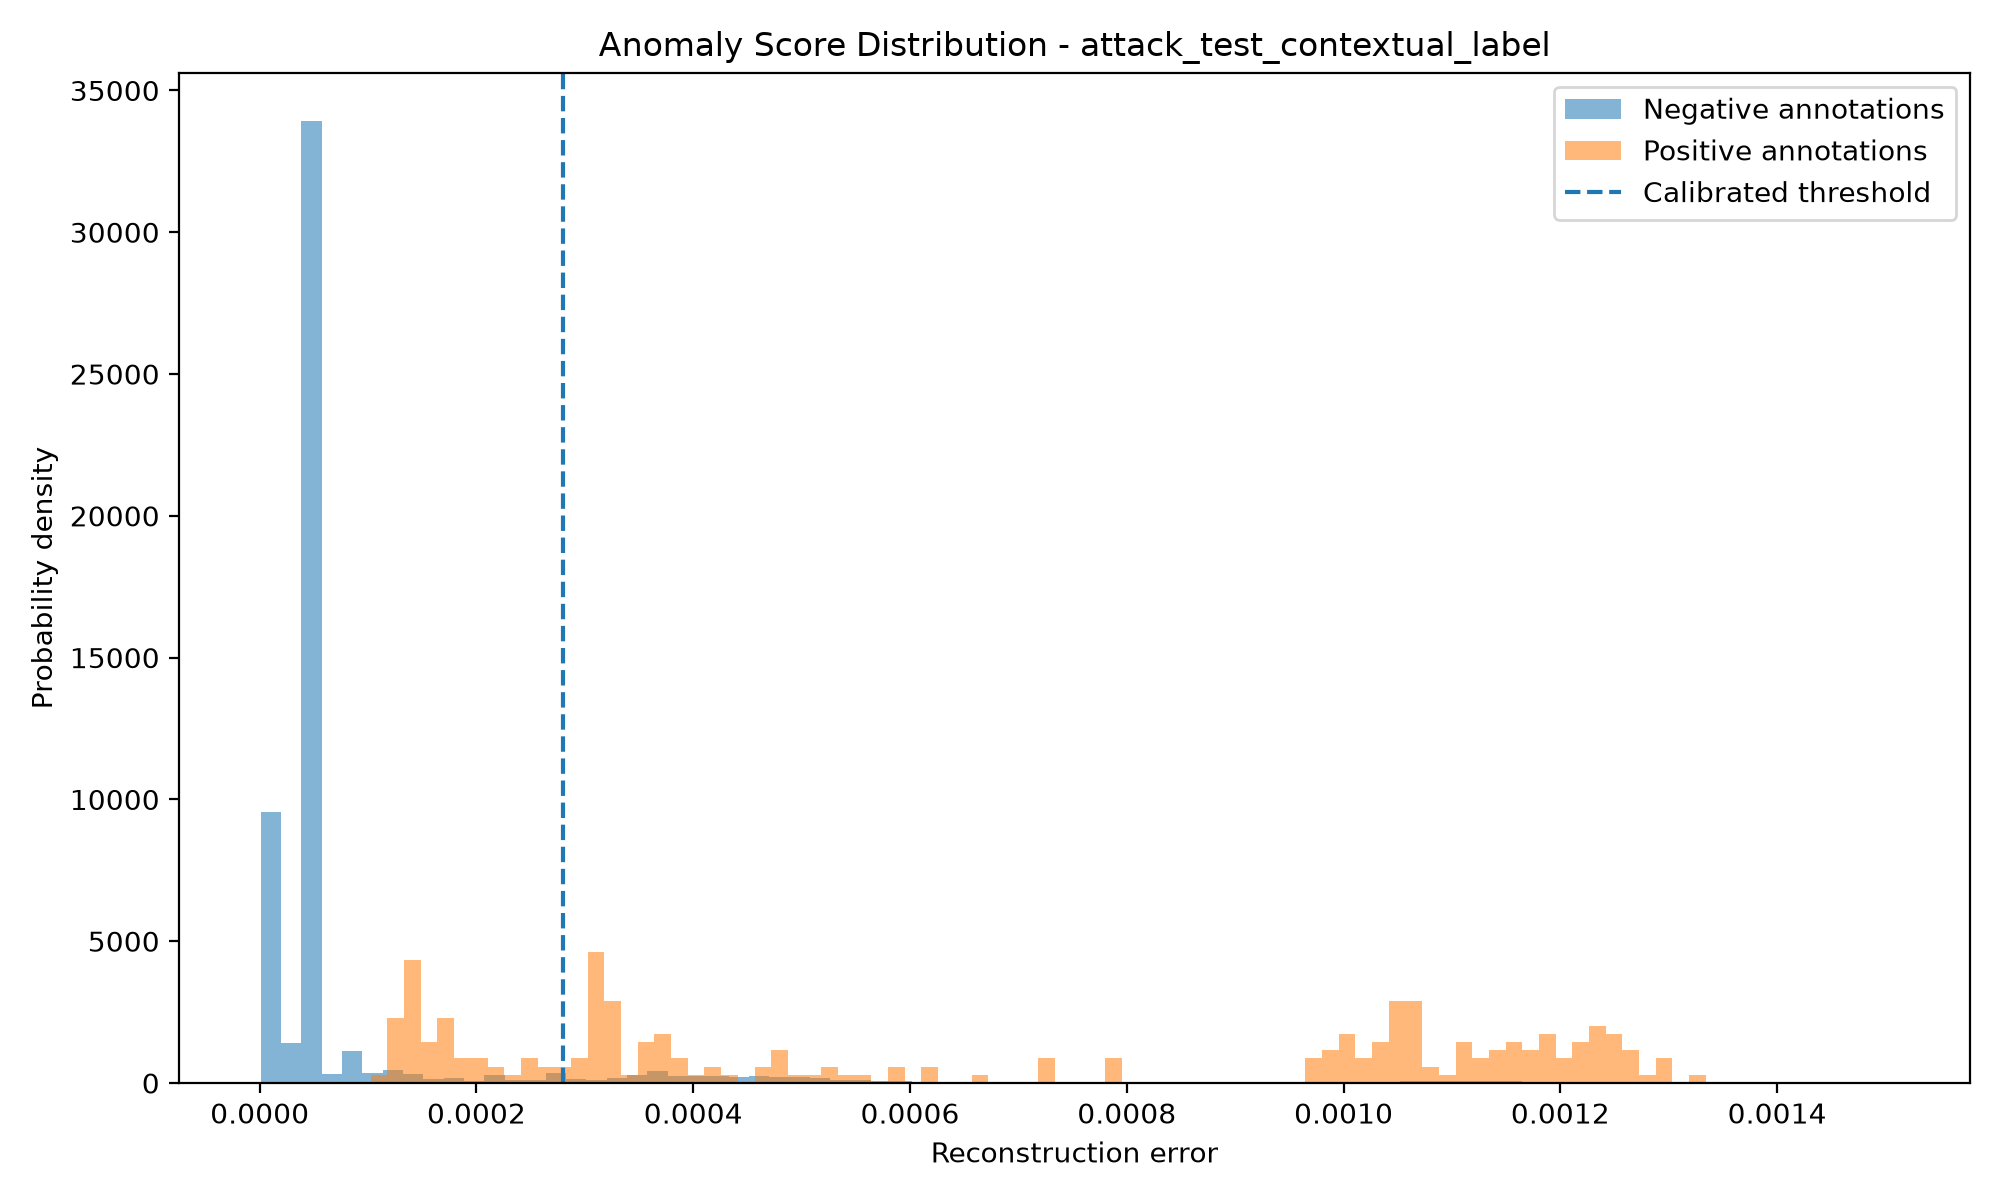 Anomaly Score Distribution - attack_test_contextual_label
Negative annotations
Positive annotations
Calibrated threshold
Probability density
35000
30000
25000
20000
15000
10000
5000
0
0.0000 0.0002 0.0004 0.0006 0.0008 0.0010 0.0012 0.0014
Reconstruction error